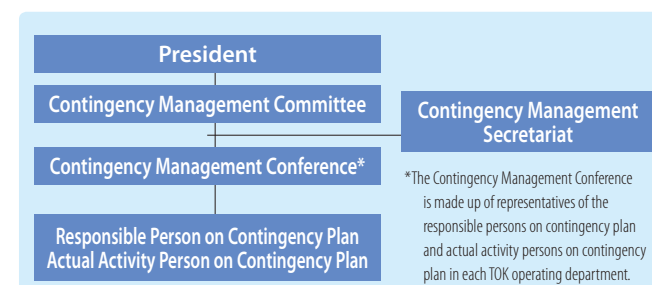 President
Contingency Management Committee
Contingency Management
Secretariat
Contingency Management Conference*
*The Contingency Management Conference
is made up of representatives of the
responsible persons on contingency plan
and actual activity persons on contingency
plan in each TOK operating department.
Responsible Person on Contingency Plan
Actual Activity Person on Contingency Plan